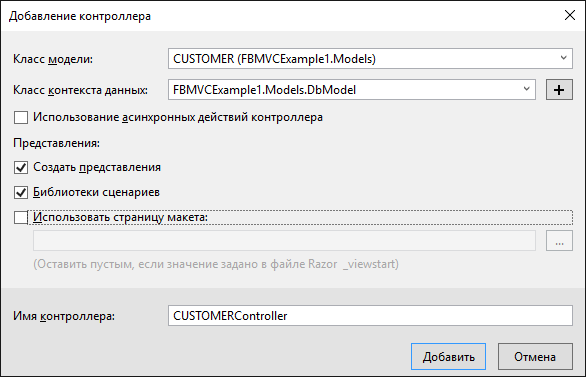 Добавление контроллера
Класс модели: CUSTOMER (FBMVCExample1.Models)
Класс контекста данных: FBMVCExample1.Models.DbModel +
Использование асинхронных действий контроллера
Представления:
Создать представления
Библиотеки сценариев
Использовать страницу макета:
...
(Оставить пустым, если значение задано в файле Razor _viewstart)
Имя контроллера: CUSTOMERController
Добавить Отмена